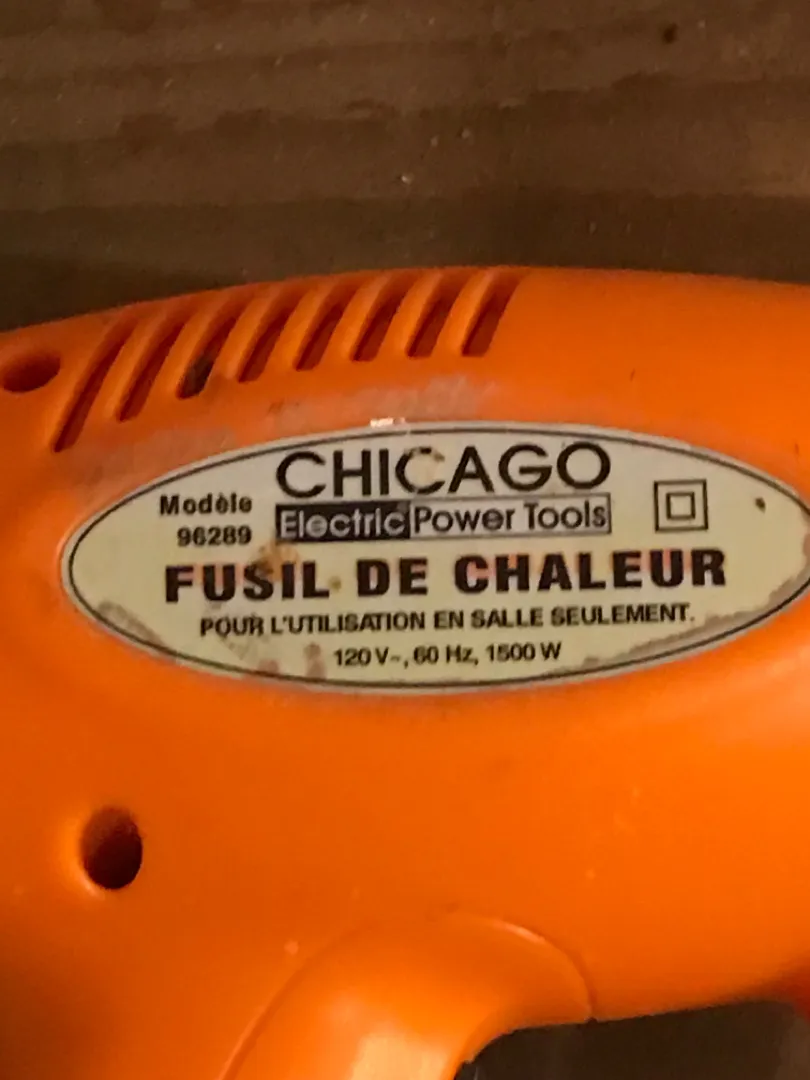 CHICAGO
Modèle
96289
Electric Power Tools
FUSIL DE CHALEUR
POUR L'UTILISATION EN SALLE SEULEMENT.
120 V~, 60 Hz, 1500 W